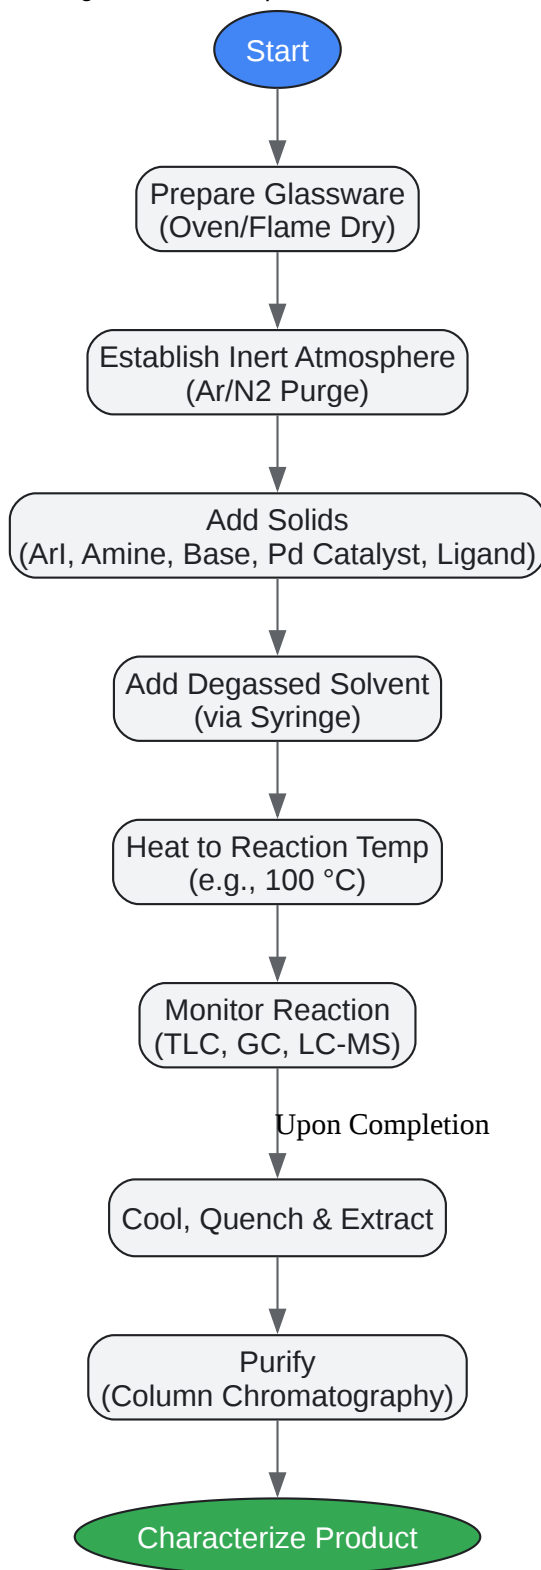 Start
Prepare Glassware
(Oven/Flame Dry)
Establish Inert Atmosphere
(Ar/N2 Purge)
Add Solids
(ArI, Amine, Base, Pd Catalyst, Ligand)
Add Degassed Solvent
(via Syringe)
Heat to Reaction Temp
(e.g., 100 °C)
Monitor Reaction
(TLC, GC, LC-MS)
Upon Completion
Cool, Quench & Extract
Purify
(Column Chromatography)
Characterize Product